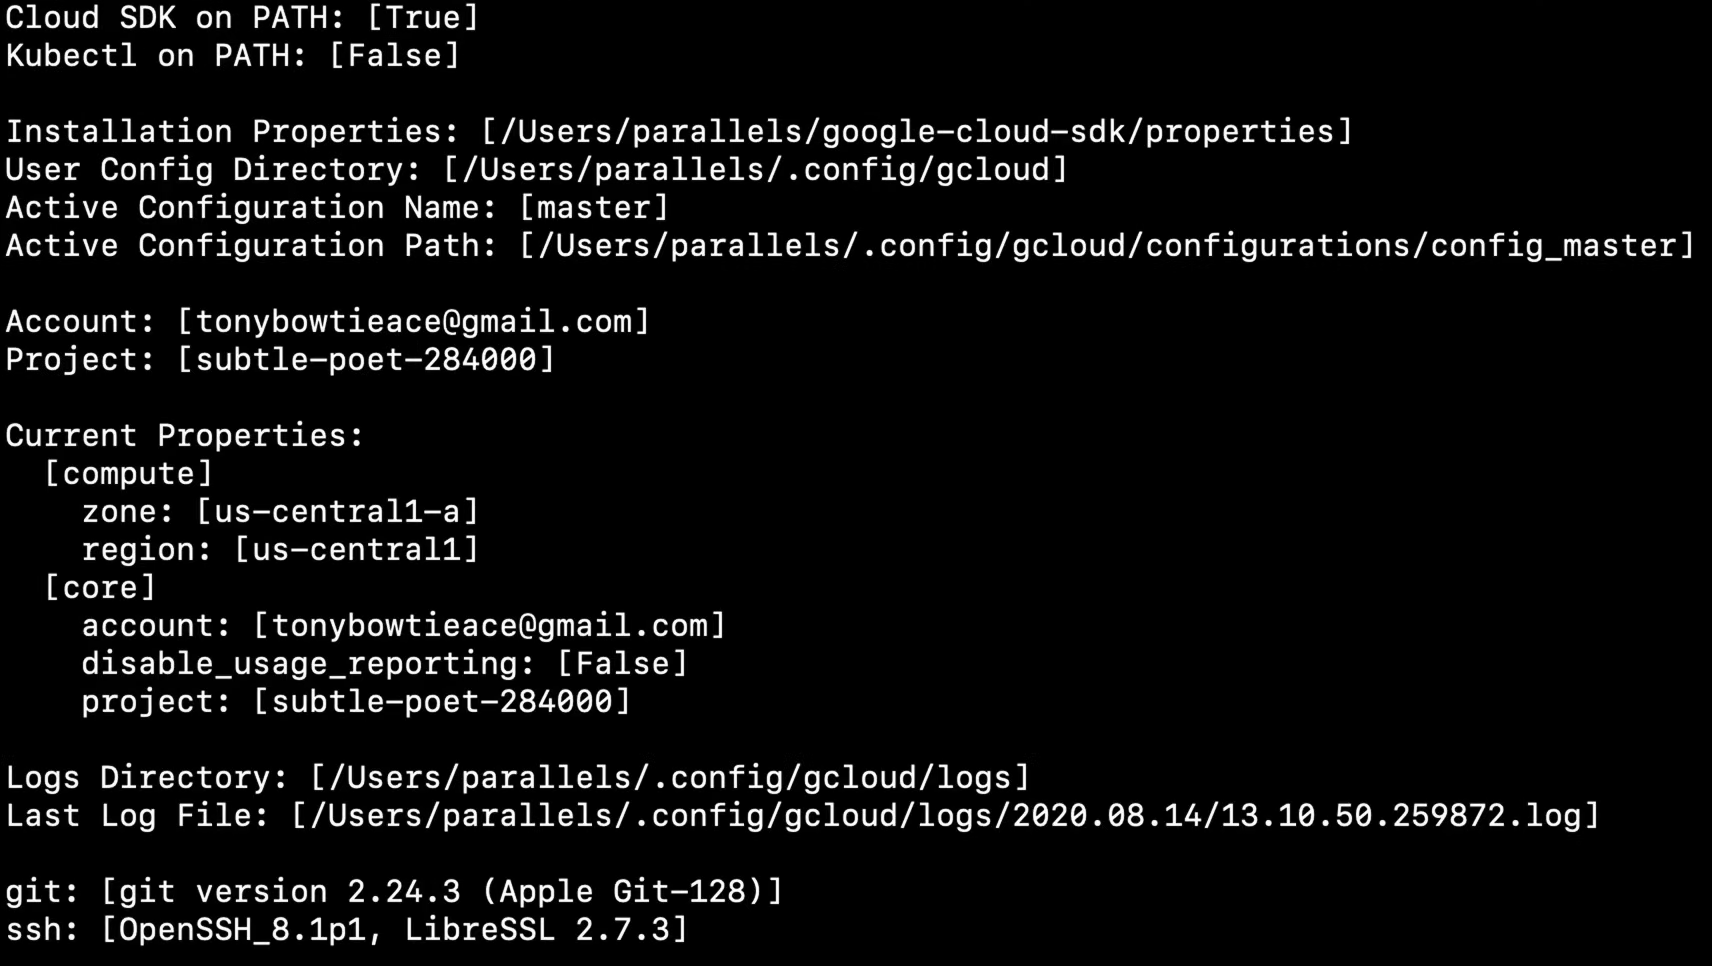 Cloud SDK on PATH: [True]
Kubectl on PATH: [False]
Installation Properties: [/Users/parallels/google-cloud-sdk/properties]
User Config Directory: [/Users/parallels/.config/gcloud]
Active Configuration Name: [master]
Active Configuration Path: [/Users/parallels/.config/gcloud/configurations/config_master]
Account: [tonybowtieace@gmail.com]
Project: [subtle-poet-284000]
Current Properties:
[compute]
zone: [us-central1-a]
region: [us-central1]
[core]
account: [tonybowtieace@gmail.com]
disable_usage_reporting: [False]
project: [subtle-poet-284000]
Logs Directory: [/Users/parallels/.config/gcloud/logs]
Last Log File: [/Users/parallels/.config/gcloud/logs/2020.08.14/13.10.50.259872.log]
git: [git version 2.24.3 (Apple Git-128)]
ssh: [OpenSSH_8.1p1, LibreSSL 2.7.3]